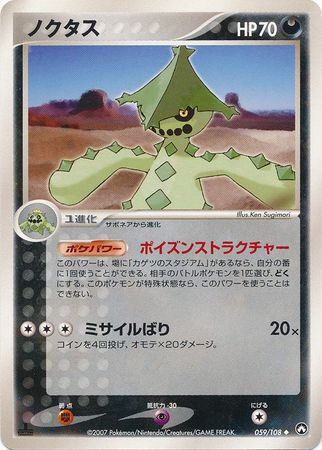 ノクタス HP70
Illus.Ken Sugimori
1進化 サボネアから進化
ポケパワー ポイズンストラクチャー
このパワーは、場に「カゲツのスタジアム」があるなら、自分の番
に1回使うことができる。相手のバトルポケモンを1匹選び、どく
にする。このポケモンが特殊状態なら、このパワーは
使えない。
ミサイルばり 20×
コインを4回投げ、オモテ×20ダメージ。
弱点 抵抗力 -30 にげる
©2007 Pokémon/Nintendo/Creatures/GAME FREAK. 059/108 ◆